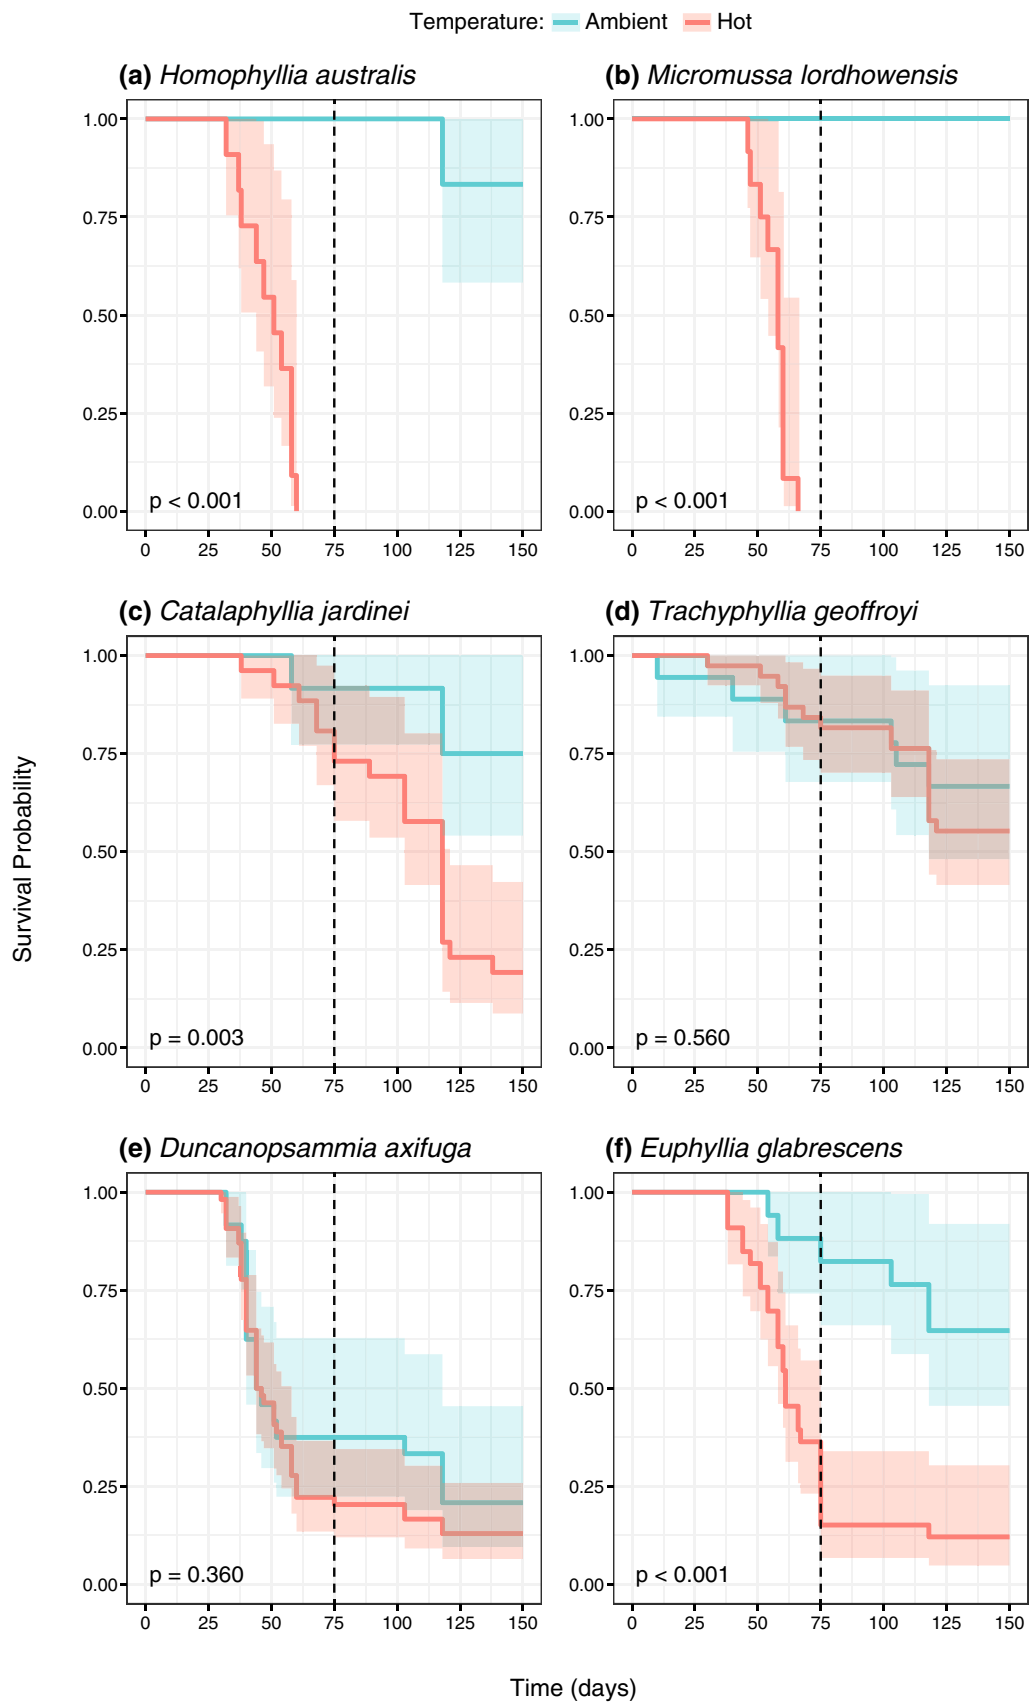 Temperature: Ambient Hot
(a) Homophyllia australis
(b) Micromussa lordhowensis
1.00
0.75
0.50
0.25
0.00
p < 0.001
0 25 50 75 100 125 150
1.00
0.75
0.50
0.25
0.00
p < 0.001
0 25 50 75 100 125 150
(c) Catalaphyllia jardinei
(d) Trachyphyllia geoffroyi
1.00
0.75
0.50
0.25
0.00
p = 0.003
0 25 50 75 100 125 150
1.00
0.75
0.50
0.25
0.00
p = 0.560
0 25 50 75 100 125 150
Survival Probability
(e) Duncanopsammia axifuga
(f) Euphyllia glabrescens
1.00
0.75
0.50
0.25
0.00
p = 0.360
0 25 50 75 100 125 150
1.00
0.75
0.50
0.25
0.00
p < 0.001
0 25 50 75 100 125 150
Time (days)